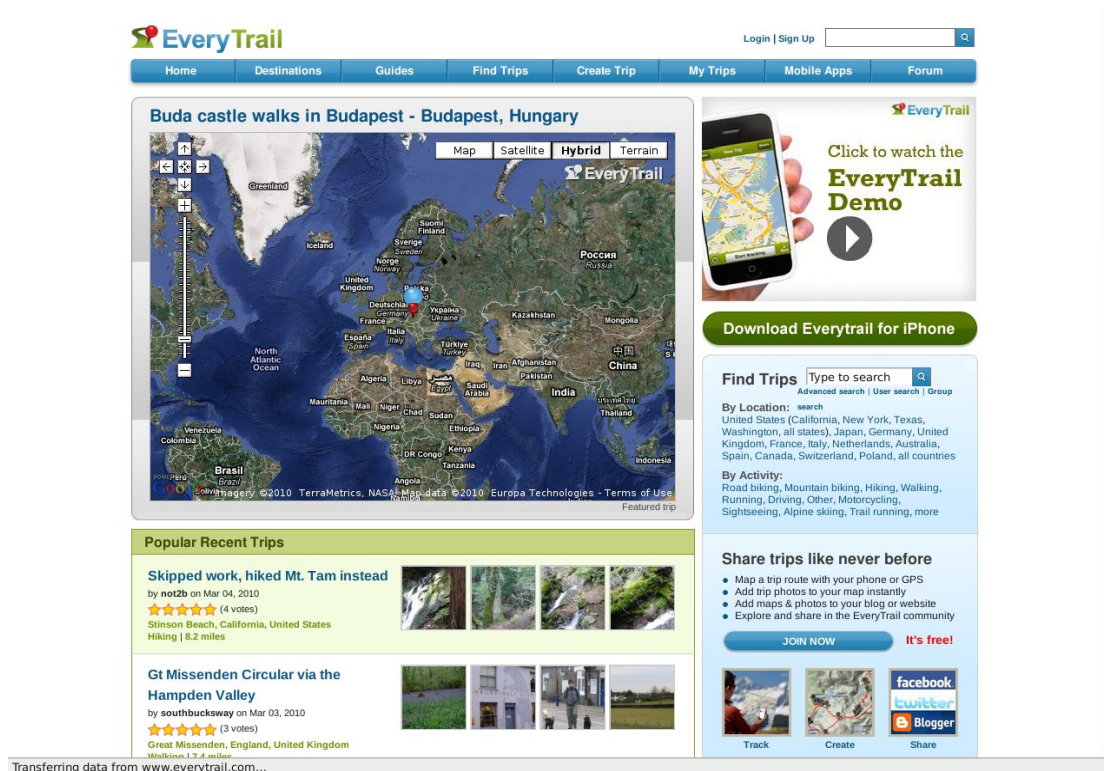 EveryTrail
Login | Sign Up
Home Destinations Guides Find Trips Create Trip My Trips Mobile Apps Forum
Buda castle walks in Budapest - Budapest, Hungary
Map Satellite Hybrid Terrain
EveryTrail
Greenland
Iceland
Suomi
Finland
Sverige
Sweden
Norge
Norway
Россия
Russia
United
Kingdom
Deutschla
Germany
Україна
Ukraine
France
Kazakhstan
Mongolia
Italia
Italy
España
Spain
Türkiye
Turkey
中国
China
North
Atlantic
Ocean
Iraq
Iran
Afghanistan
Pakistan
Algeria
Libya
مصر
Egypt
Saudi
Arabia
India
Thailand
Mauritania
Mali
Niger
Chad
Sudan
Nigeria
Ethiopia
Venezuela
Colombia
DR Congo
Kenya
Tanzania
Indonesia
Perú
Brasil
Brazil
Angola
Bolivia
Imagery ©2010 TerraMetrics, NASA, Map data ©2010 Europa Technologies - Terms of Use
Featured trip
EveryTrail
Click to watch the
EveryTrail
Demo
Start tracking
Download Everytrail for iPhone
Find Trips Type to search
Advanced search | User search | Group
search
By Location:
United States (California, New York, Texas,
Washington, all states), Japan, Germany, United
Kingdom, France, Italy, Netherlands, Australia,
Spain, Canada, Switzerland, Poland, all countries
By Activity:
Road biking, Mountain biking, Hiking, Walking,
Running, Driving, Other, Motorcycling,
Sightseeing, Alpine skiing, Trail running, more
Popular Recent Trips
Skipped work, hiked Mt. Tam instead
by not2b on Mar 04, 2010
(4 votes)
Stinson Beach, California, United States
Hiking | 8.2 miles
Gt Missenden Circular via the
Hampden Valley
by southbucksway on Mar 03, 2010
(3 votes)
Great Missenden, England, United Kingdom
Walking | 7.4 miles
Share trips like never before
Map a trip route with your phone or GPS
Add trip photos to your map instantly
Add maps & photos to your blog or website
Explore and share in the EveryTrail community
JOIN NOW It's free!
facebook
twitter
Blogger
Track Create Share
Transferring data from www.everytrail.com...